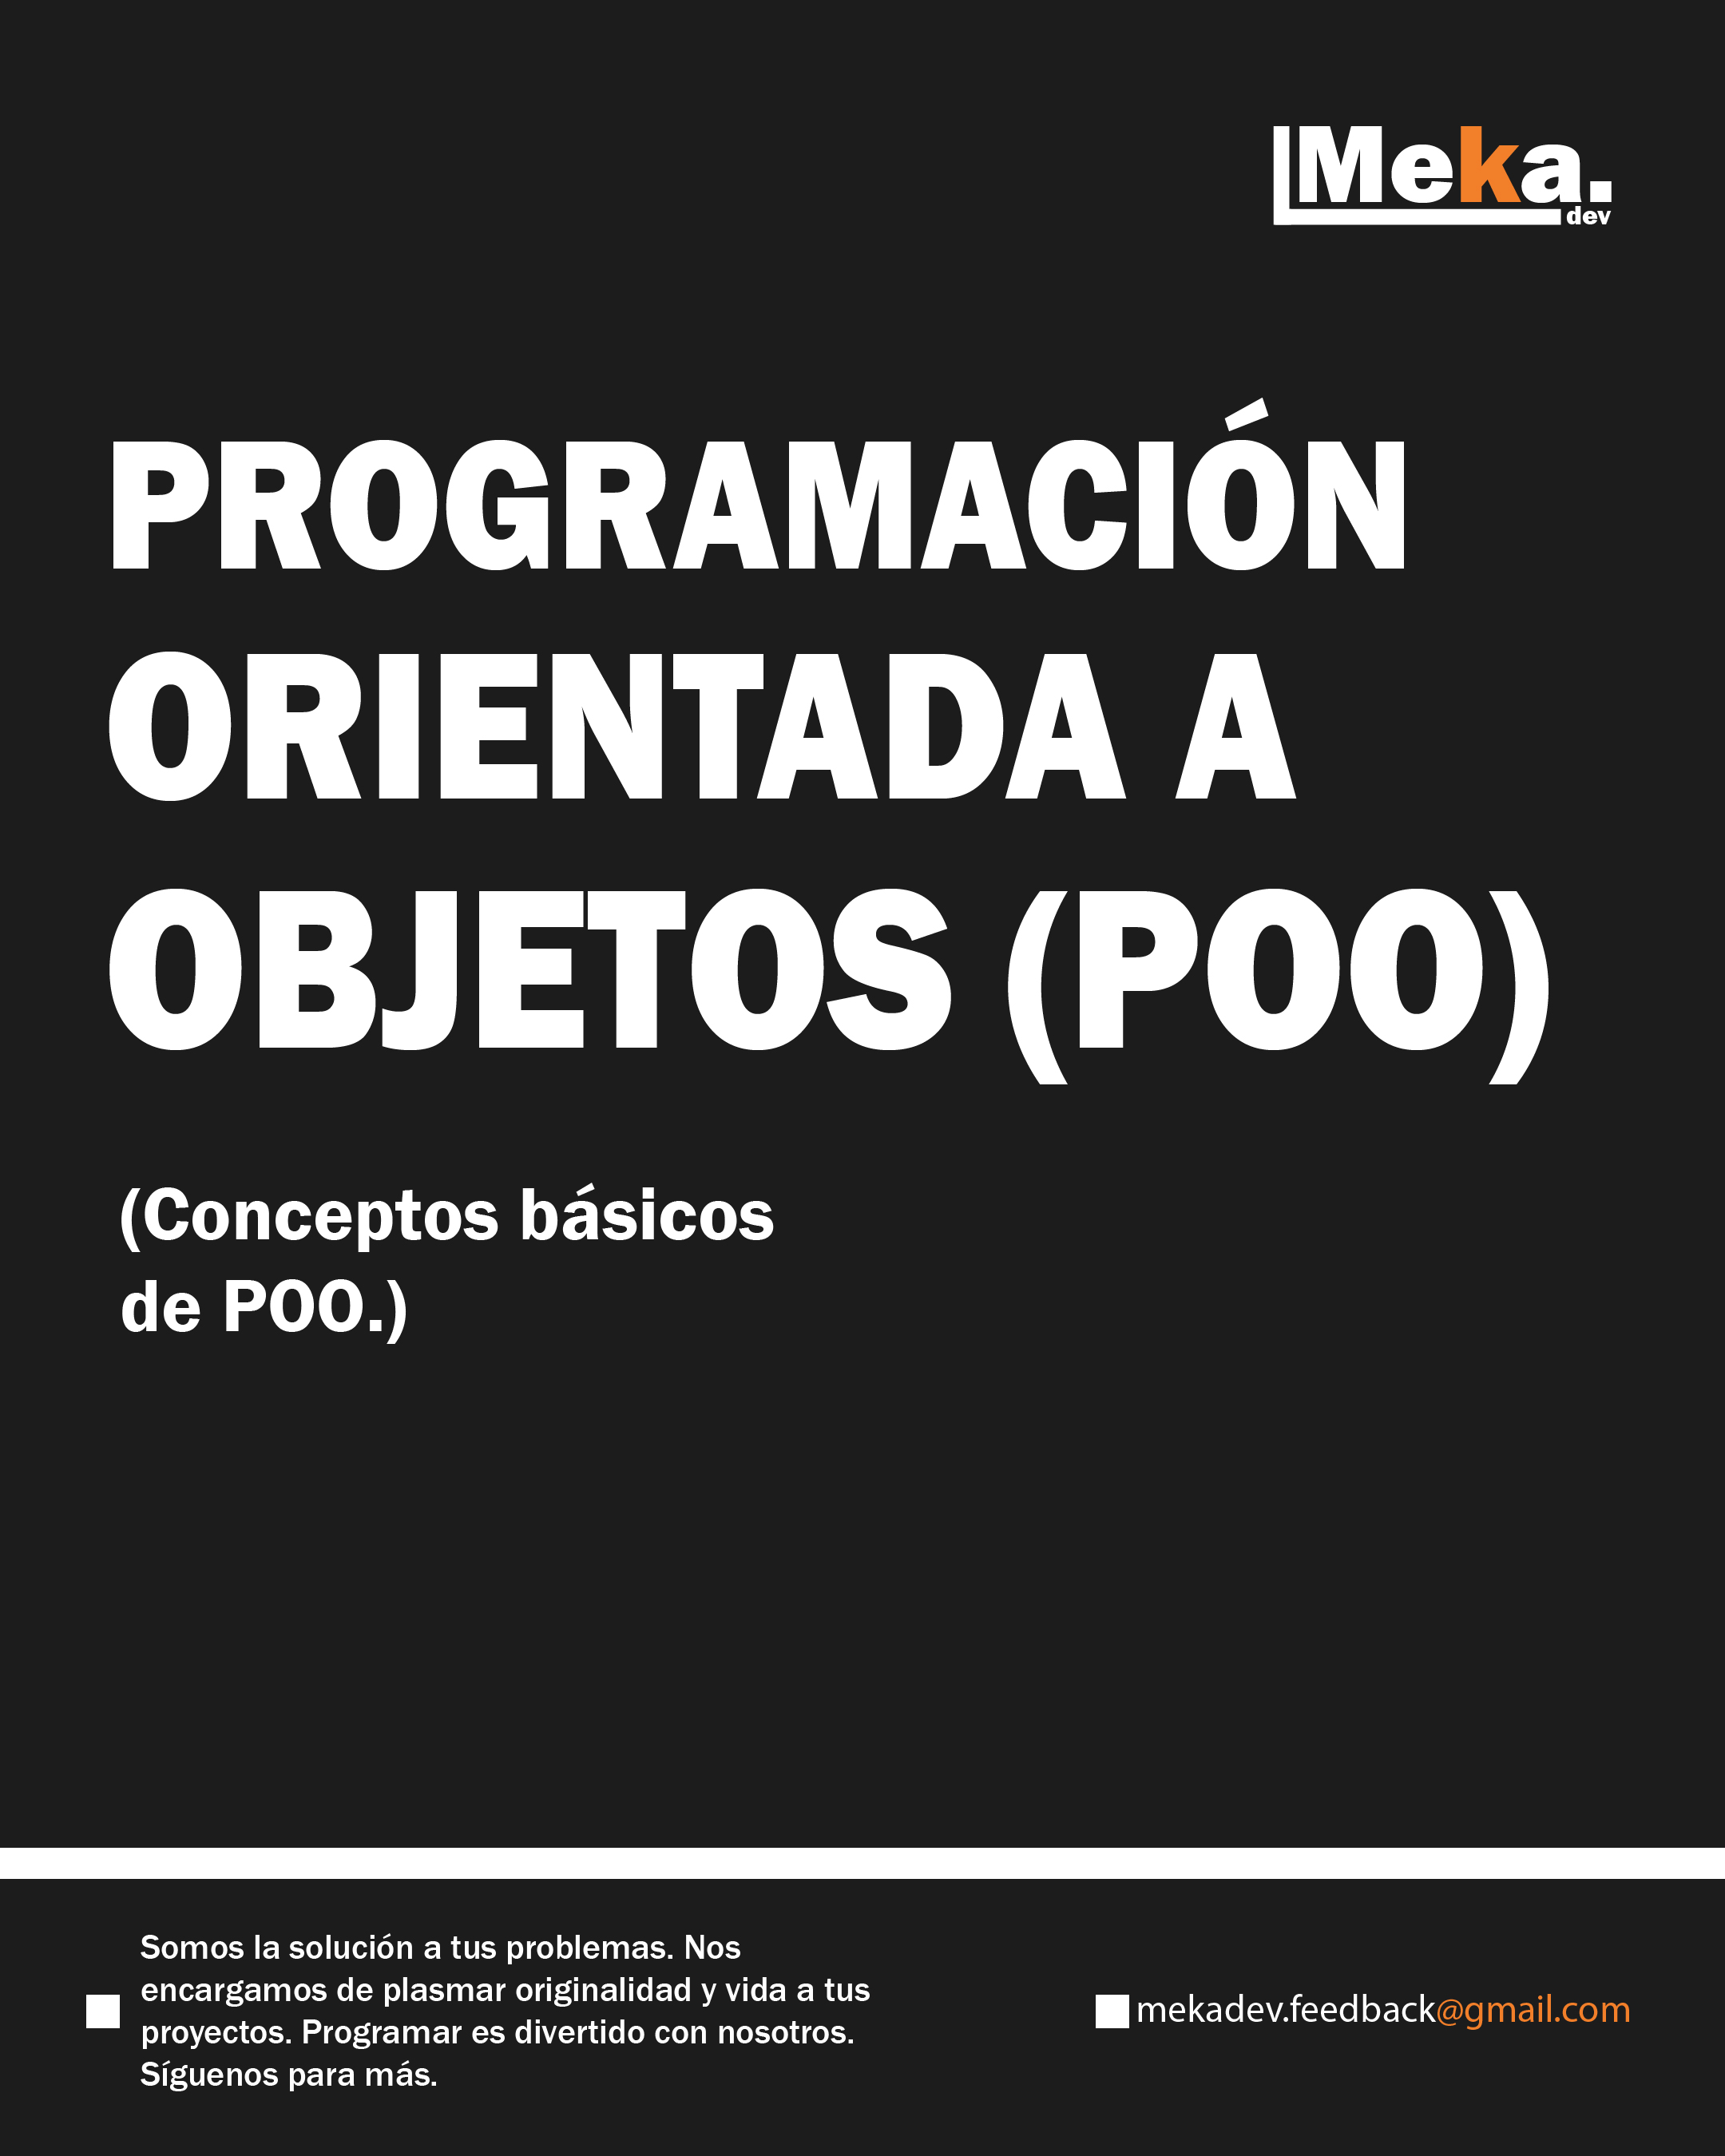 Meka.
dev
PROGRAMACIÓN
ORIENTADA A
OBJETOS (POO)
(Conceptos básicos
de POO.)
Somos la solución a tus problemas. Nos
encargamos de plasmar originalidad y vida a tus
proyectos. Programar es divertido con nosotros.
Síguenos para más.
mekadev.feedback@gmail.com